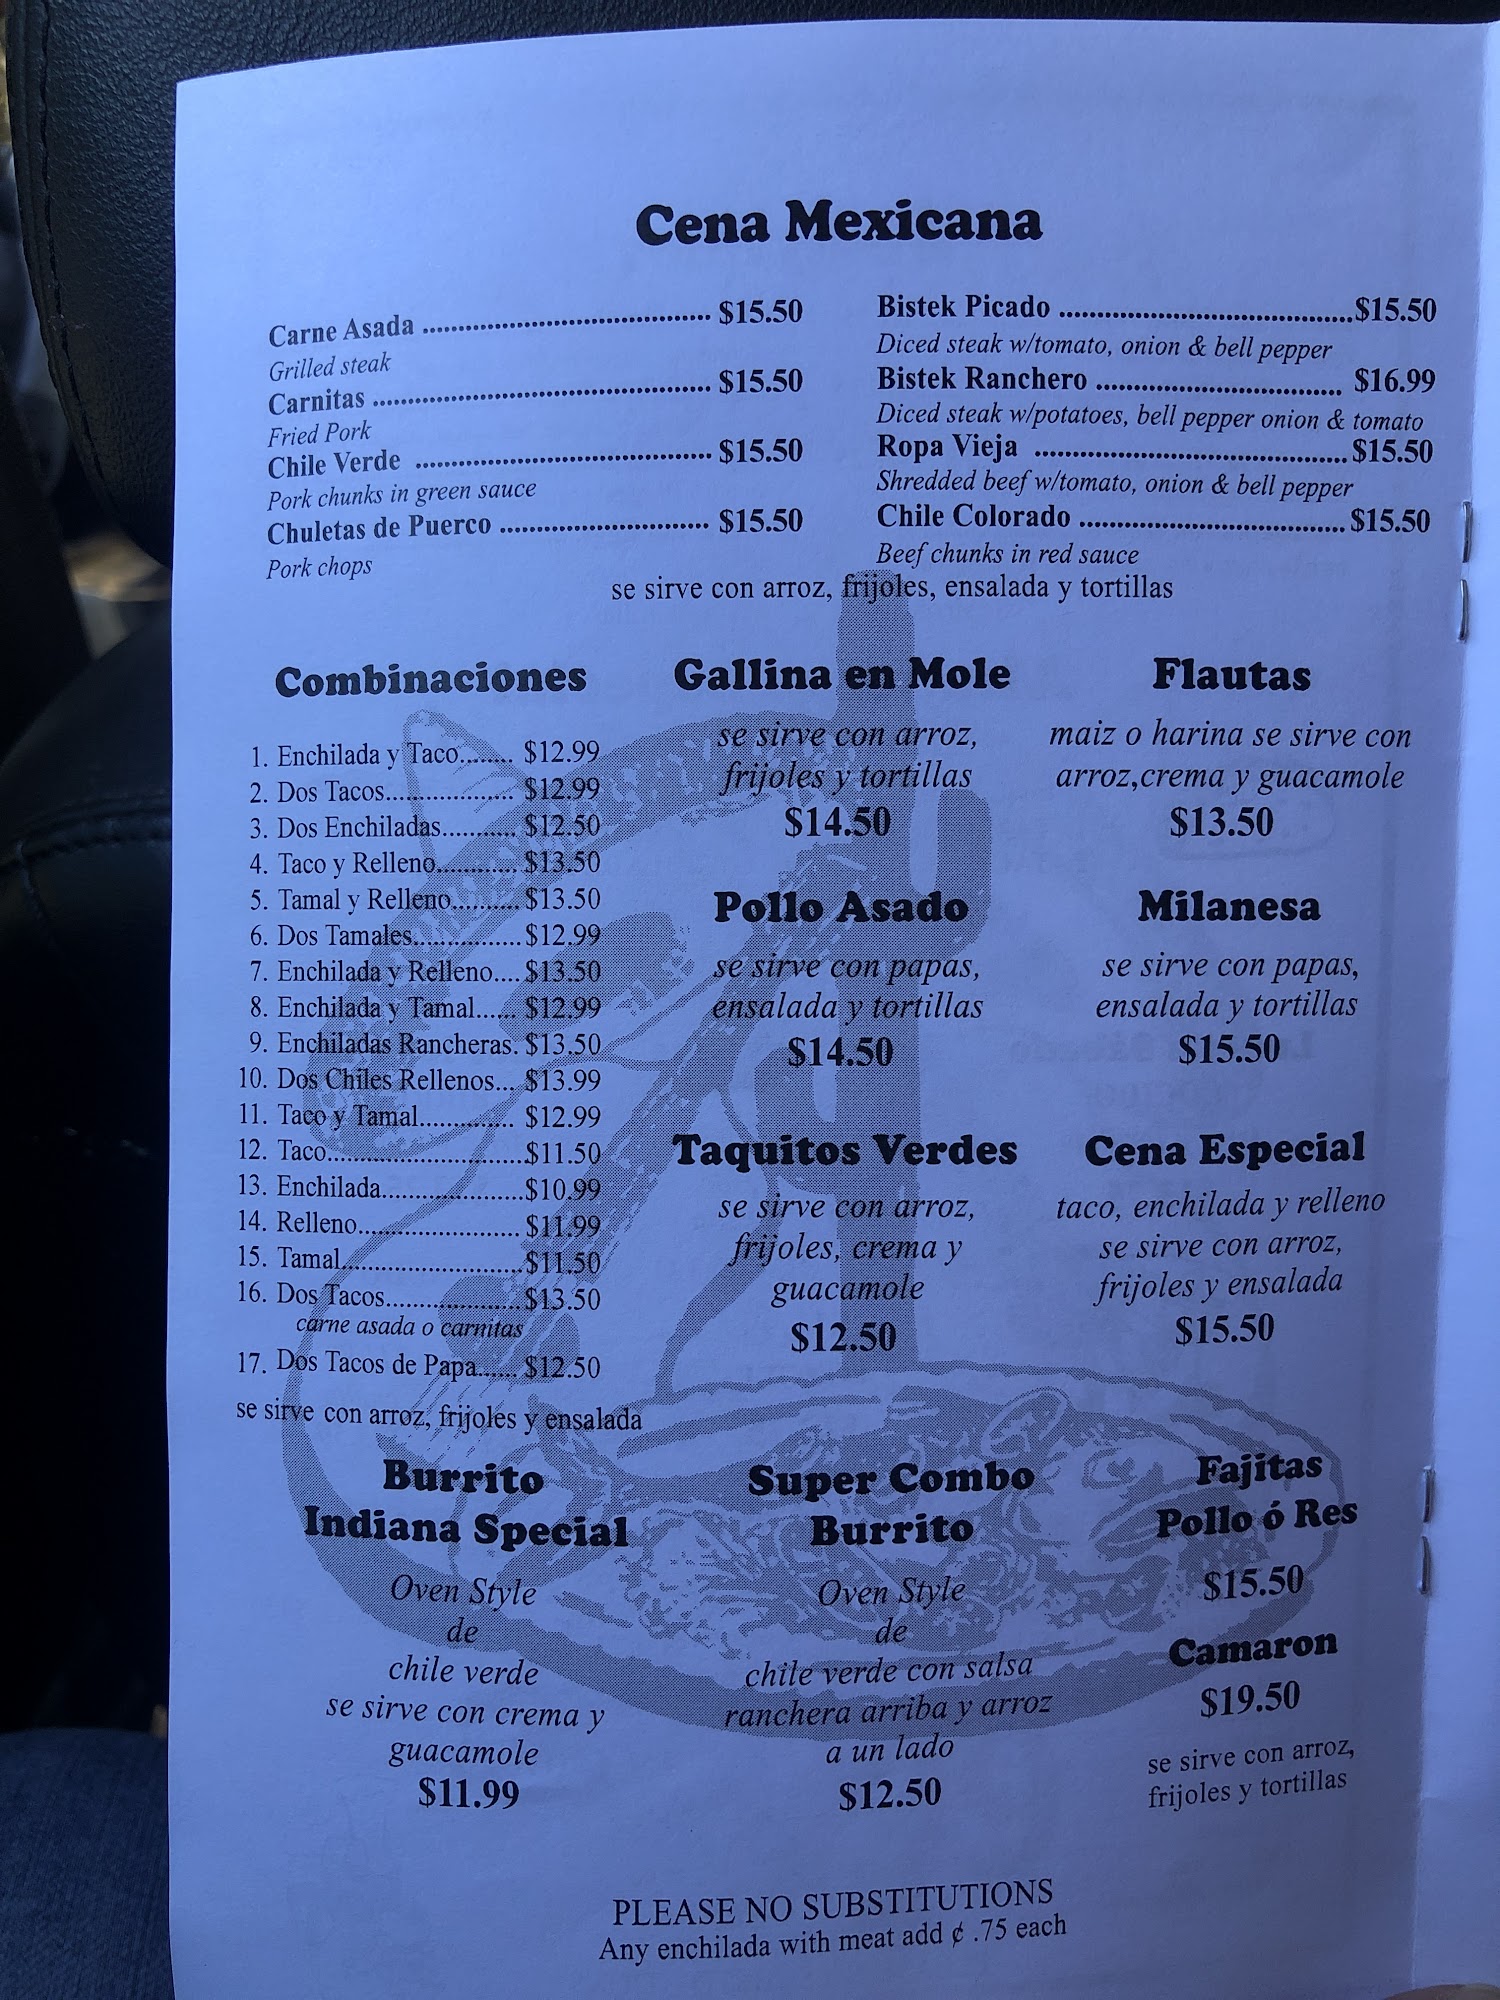 Cena Mexicana
Carne Asada ........................................ $15.50
Grilled steak
Carnitas ............................................... $15.50
Fried Pork
Chile Verde ......................................... $15.50
Pork chunks in green sauce
Chuletas de Puerco ............................. $15.50
Pork chops
Bistek Picado ........................................ $15.50
Diced steak w/tomato, onion & bell pepper
Bistek Ranchero .................................. $16.99
Diced steak w/potatoes, bell pepper onion & tomato
Ropa Vieja ........................................... $15.50
Shredded beef w/tomato, onion & bell pepper
Chile Colorado ..................................... $15.50
Beef chunks in red sauce
se sirve con arroz, frijoles, ensalada y tortillas
Combinaciones
1. Enchilada y Taco........ $12.99
2. Dos Tacos................... $12.99
3. Dos Enchiladas........... $12.50
4. Taco y Relleno............ $13.50
5. Tamal y Relleno.......... $13.50
6. Dos Tamales................ $12.99
7. Enchilada y Relleno.... $13.50
8. Enchilada y Tamal...... $12.99
9. Enchiladas Rancheras. $13.50
10. Dos Chiles Rellenos... $13.99
11. Taco y Tamal.............. $12.99
12. Taco............................. $11.50
13. Enchilada..................... $10.99
14. Relleno........................ $11.99
15. Tamal........................... $11.50
16. Dos Tacos.................... $13.50
carne asada o carnitas
17. Dos Tacos de Papa...... $12.50
se sirve con arroz, frijoles y ensalada
Gallina en Mole
se sirve con arroz,
frijoles y tortillas
$14.50
Flautas
maiz o harina se sirve con
arroz,crema y guacamole
$13.50
Pollo Asado
se sirve con papas,
ensalada y tortillas
$14.50
Milanesa
se sirve con papas,
ensalada y tortillas
$15.50
Taquitos Verdes
se sirve con arroz,
frijoles, crema y
guacamole
$12.50
Cena Especial
taco, enchilada y relleno
se sirve con arroz,
frijoles y ensalada
$15.50
Burrito
Indiana Special
Oven Style
de
chile verde
se sirve con crema y
guacamole
$11.99
Super Combo
Burrito
Oven Style
de
chile verde con salsa
ranchera arriba y arroz
a un lado
$12.50
Fajitas
Pollo ó Res
$15.50
Camaron
$19.50
se sirve con arroz,
frijoles y tortillas
PLEASE NO SUBSTITUTIONS
Any enchilada with meat add ¢ .75 each